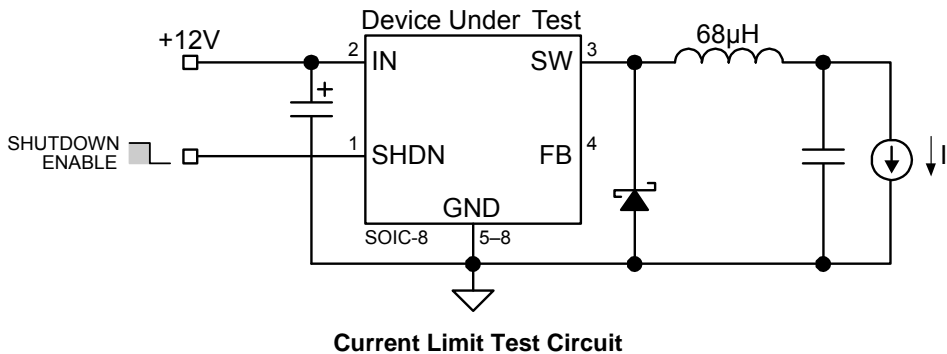 Device Under Test
+12V
2
IN
SW
3
68µH
SHUTDOWN
ENABLE
1
SHDN
FB
4
I
GND
SOIC-8
5–8
+
Current Limit Test Circuit